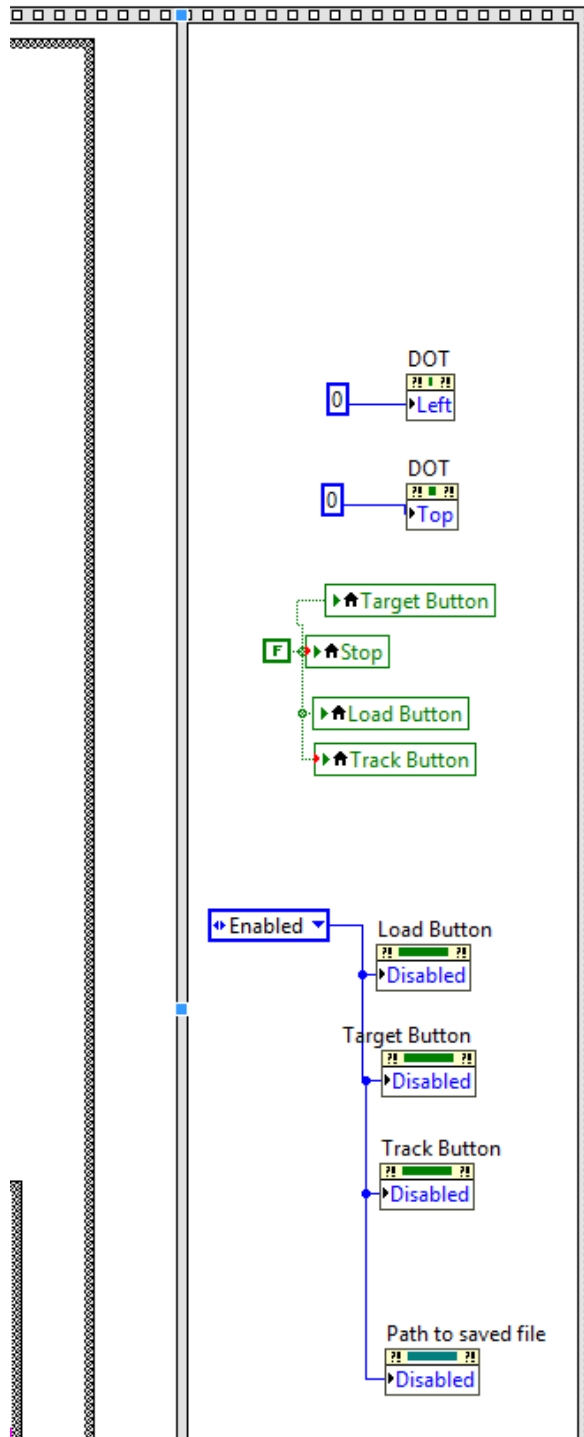 DOT
0
Left
DOT
0
Top
Target Button
F
Stop
Load Button
Track Button
Enabled
Load Button
Disabled
Target Button
Disabled
Track Button
Disabled
Path to saved file
Disabled